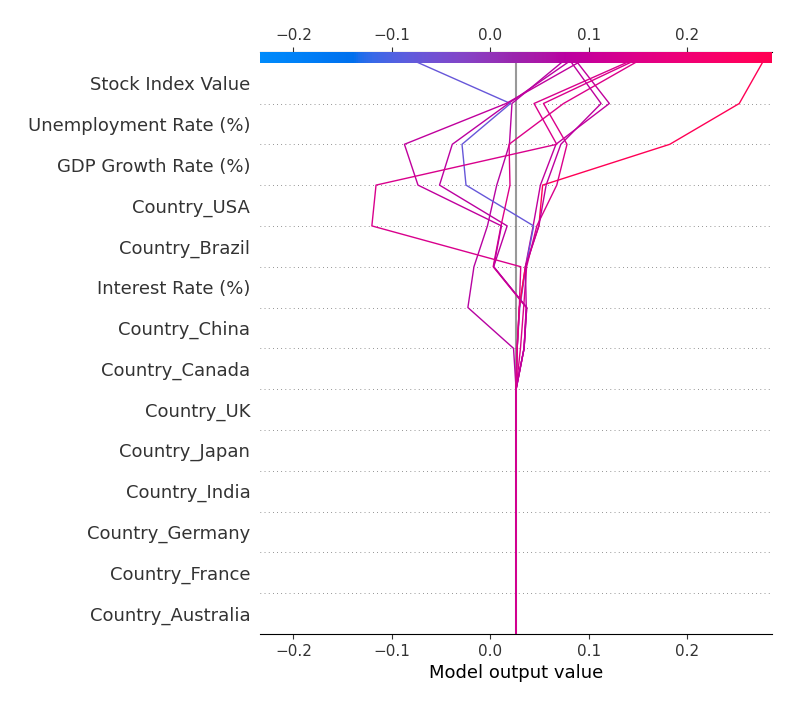 −0.2 −0.1 0.0 0.1 0.2
Stock Index Value
Unemployment Rate (%)
GDP Growth Rate (%)
Country_USA
Country_Brazil
Interest Rate (%)
Country_China
Country_Canada
Country_UK
Country_Japan
Country_India
Country_Germany
Country_France
Country_Australia
−0.2 −0.1 0.0 0.1 0.2
Model output value